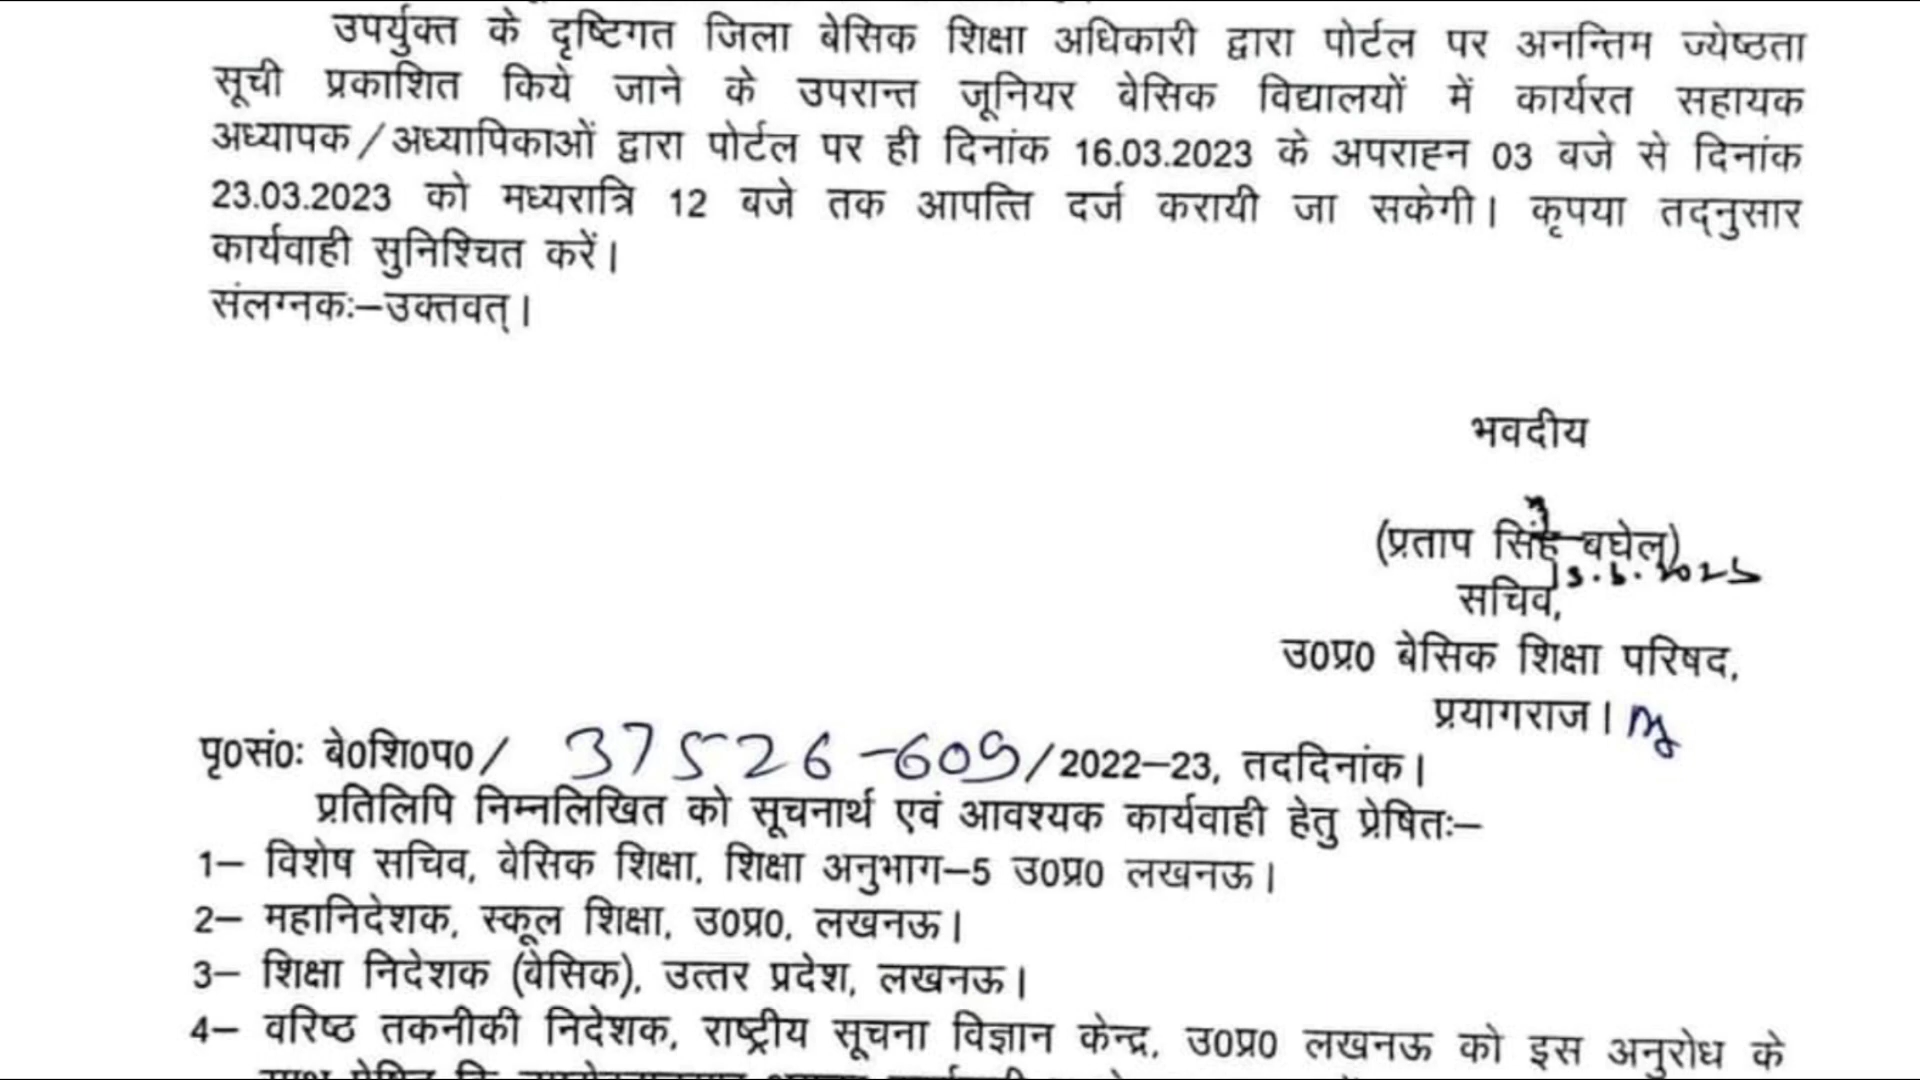 उपर्युक्त के दृष्टिगत जिला बेसिक शिक्षा अधिकारी द्वारा पोर्टल पर अनन्तिम ज्येष्ठता
सूची प्रकाशित किये जाने के उपरान्त जूनियर बेसिक विद्यालयों में कार्यरत सहायक
अध्यापक/अध्यापिकाओं द्वारा पोर्टल पर ही दिनांक 16.03.2023 के अपराह्न 03 बजे से दिनांक
23.03.2023 को मध्यरात्रि 12 बजे तक आपत्ति दर्ज करायी जा सकेगी। कृपया तद्नुसार
कार्यवाही सुनिश्चित करें।
संलग्नकः–उक्तवत्।
भवदीय
(प्रताप सिंह बघेल)
सचिव,
उ0प्र0 बेसिक शिक्षा परिषद,
प्रयागराज।
पृ0सं0ः बे0शि0प0/ 37526-609/2022–23, तददिनांक।
प्रतिलिपि निम्नलिखित को सूचनार्थ एवं आवश्यक कार्यवाही हेतु प्रेषितः–
1– विशेष सचिव, बेसिक शिक्षा, शिक्षा अनुभाग–5 उ0प्र0 लखनऊ।
2– महानिदेशक, स्कूल शिक्षा, उ0प्र0, लखनऊ।
3– शिक्षा निदेशक (बेसिक), उत्तर प्रदेश, लखनऊ।
4– वरिष्ठ तकनीकी निदेशक, राष्ट्रीय सूचना विज्ञान केन्द्र, उ0प्र0 लखनऊ को इस अनुरोध के